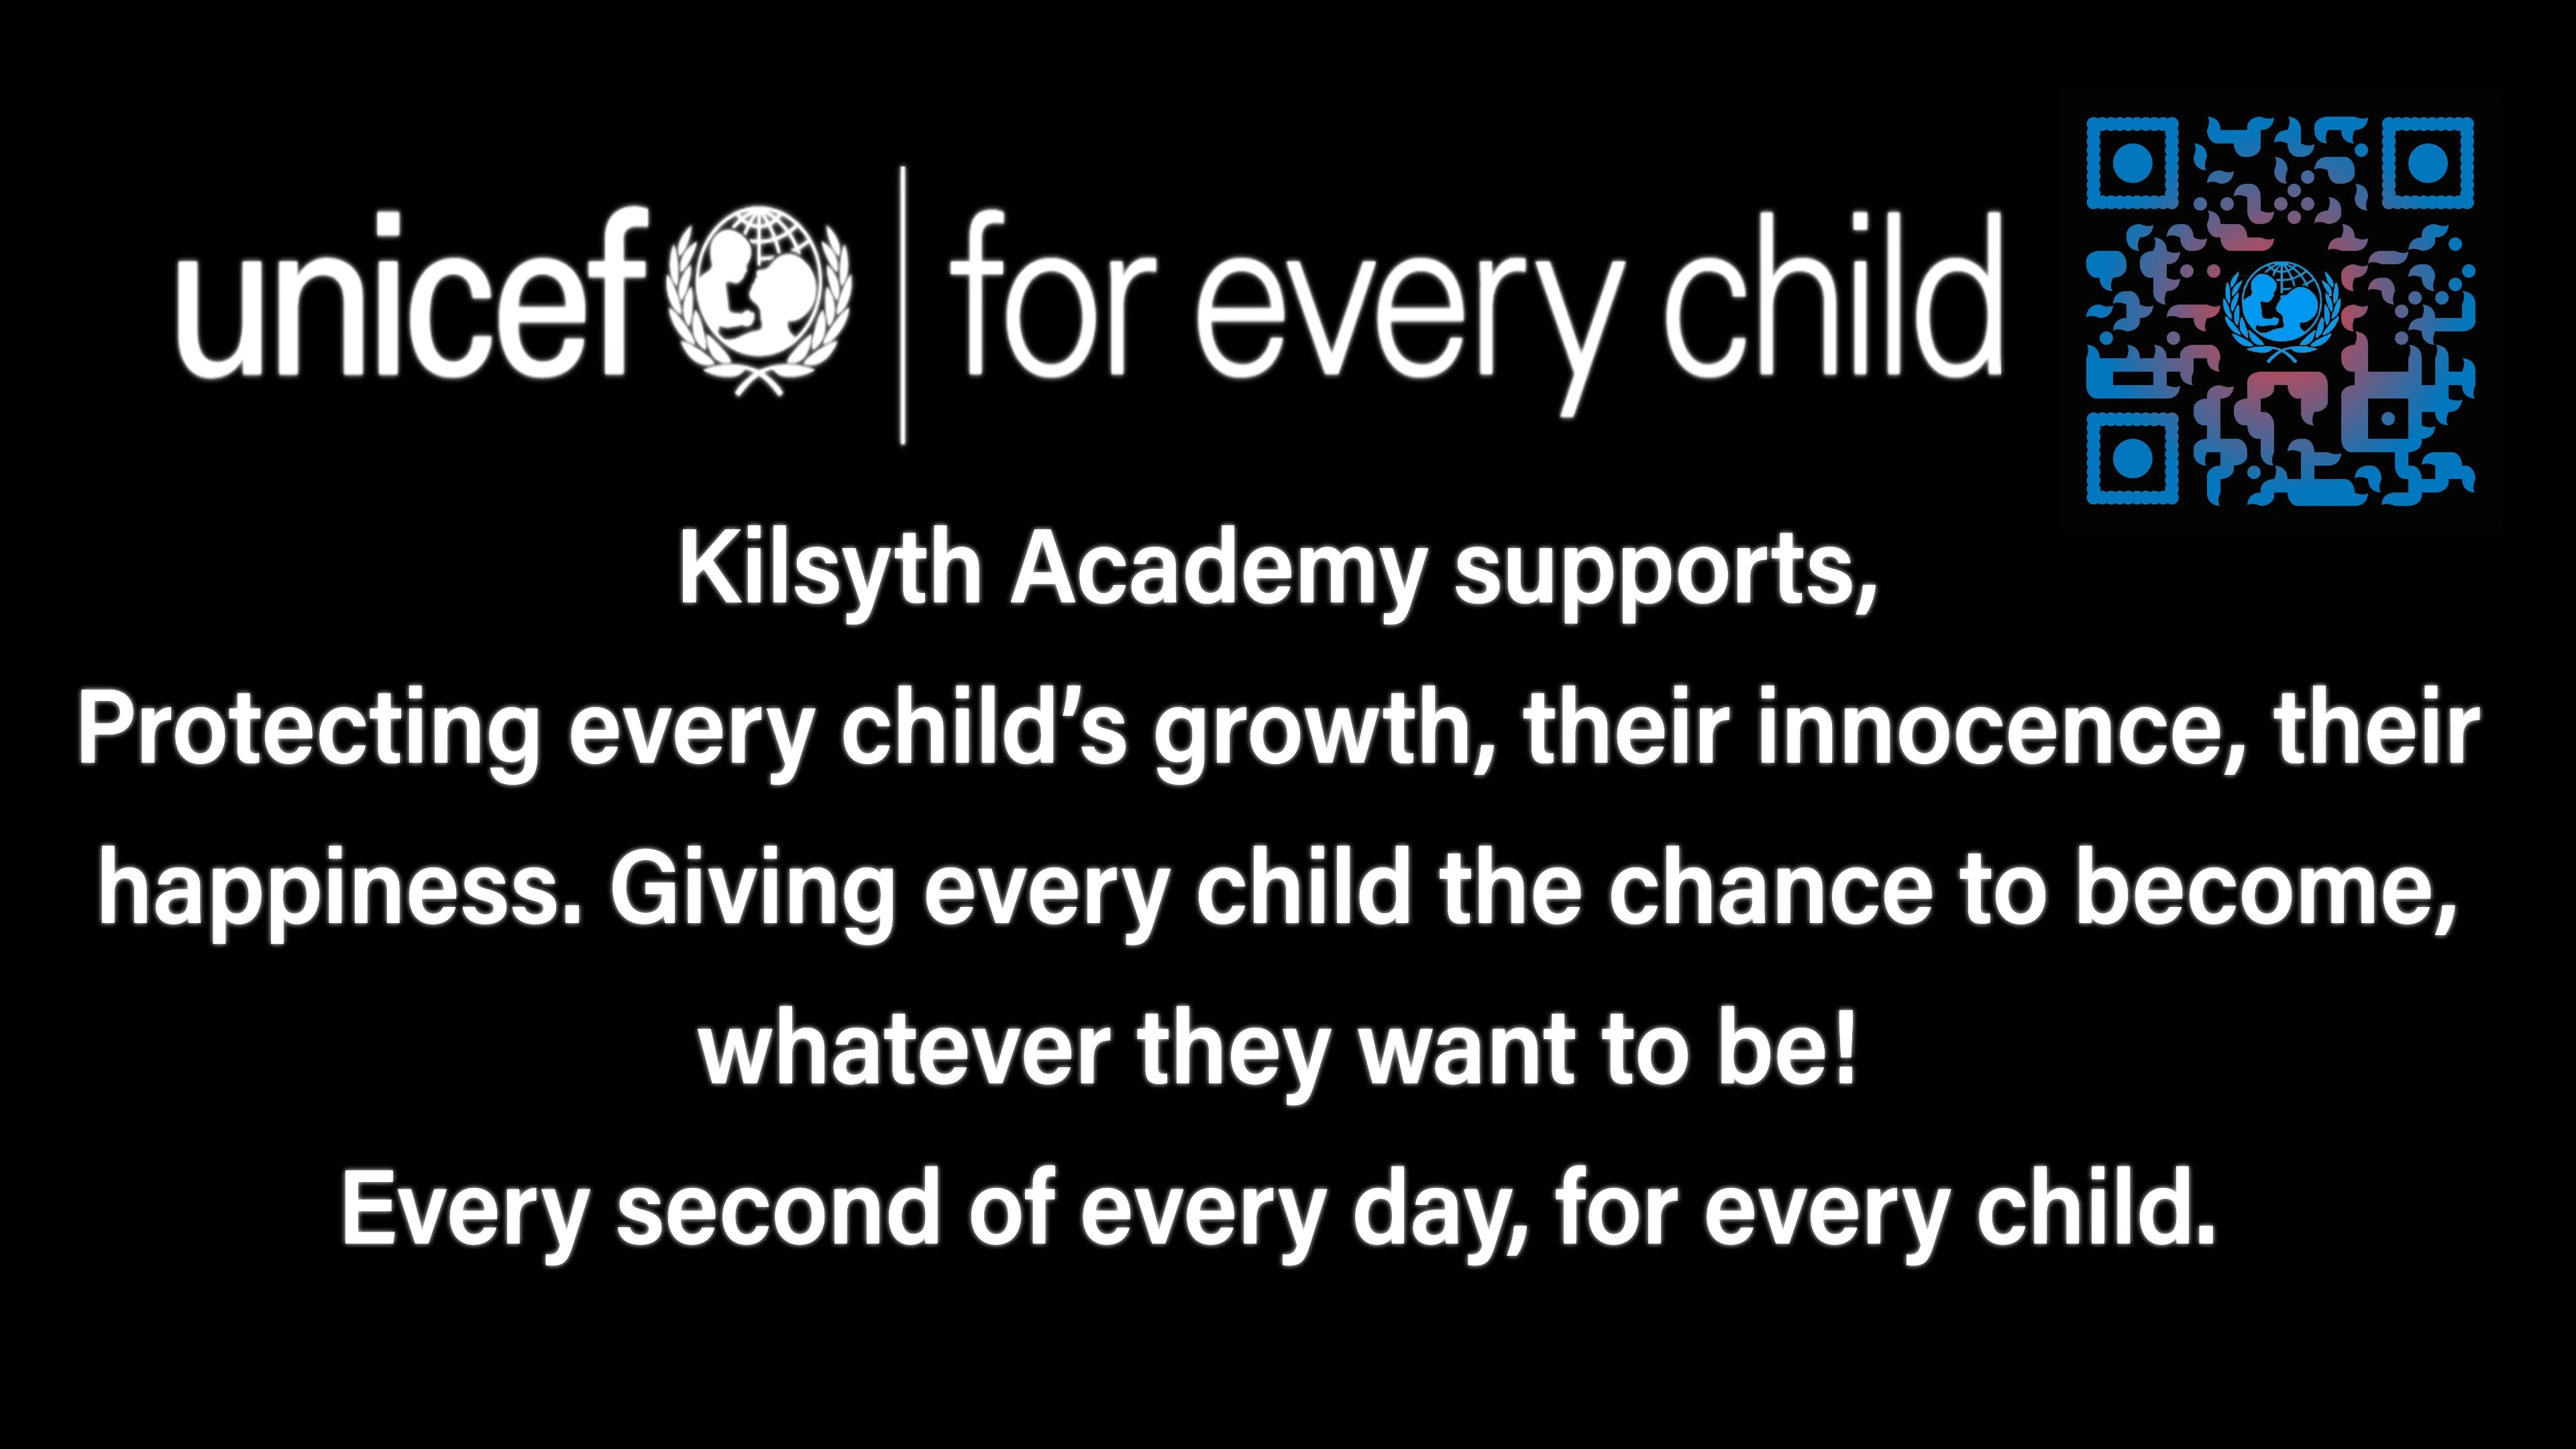 unicef for every child
Kilsyth Academy supports,
Protecting every child’s growth, their innocence, their
happiness. Giving every child the chance to become,
whatever they want to be!
Every second of every day, for every child.